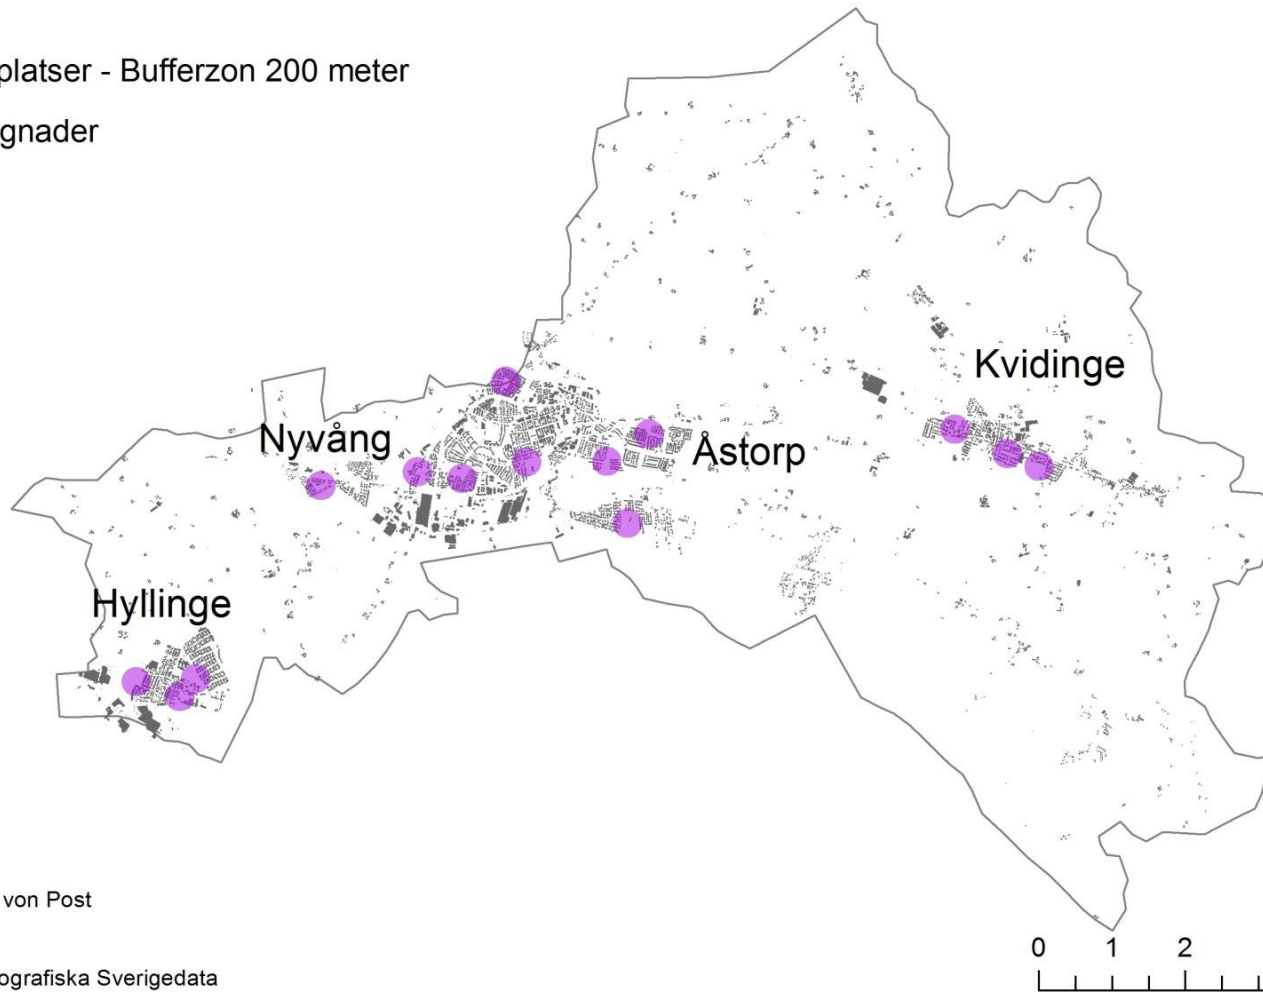 platser - Bufferzon 200 meter
gnader
Kvidinge
Nyvång
Åstorp
Hyllinge
von Post
0 1 2
ografiska Sverigedata